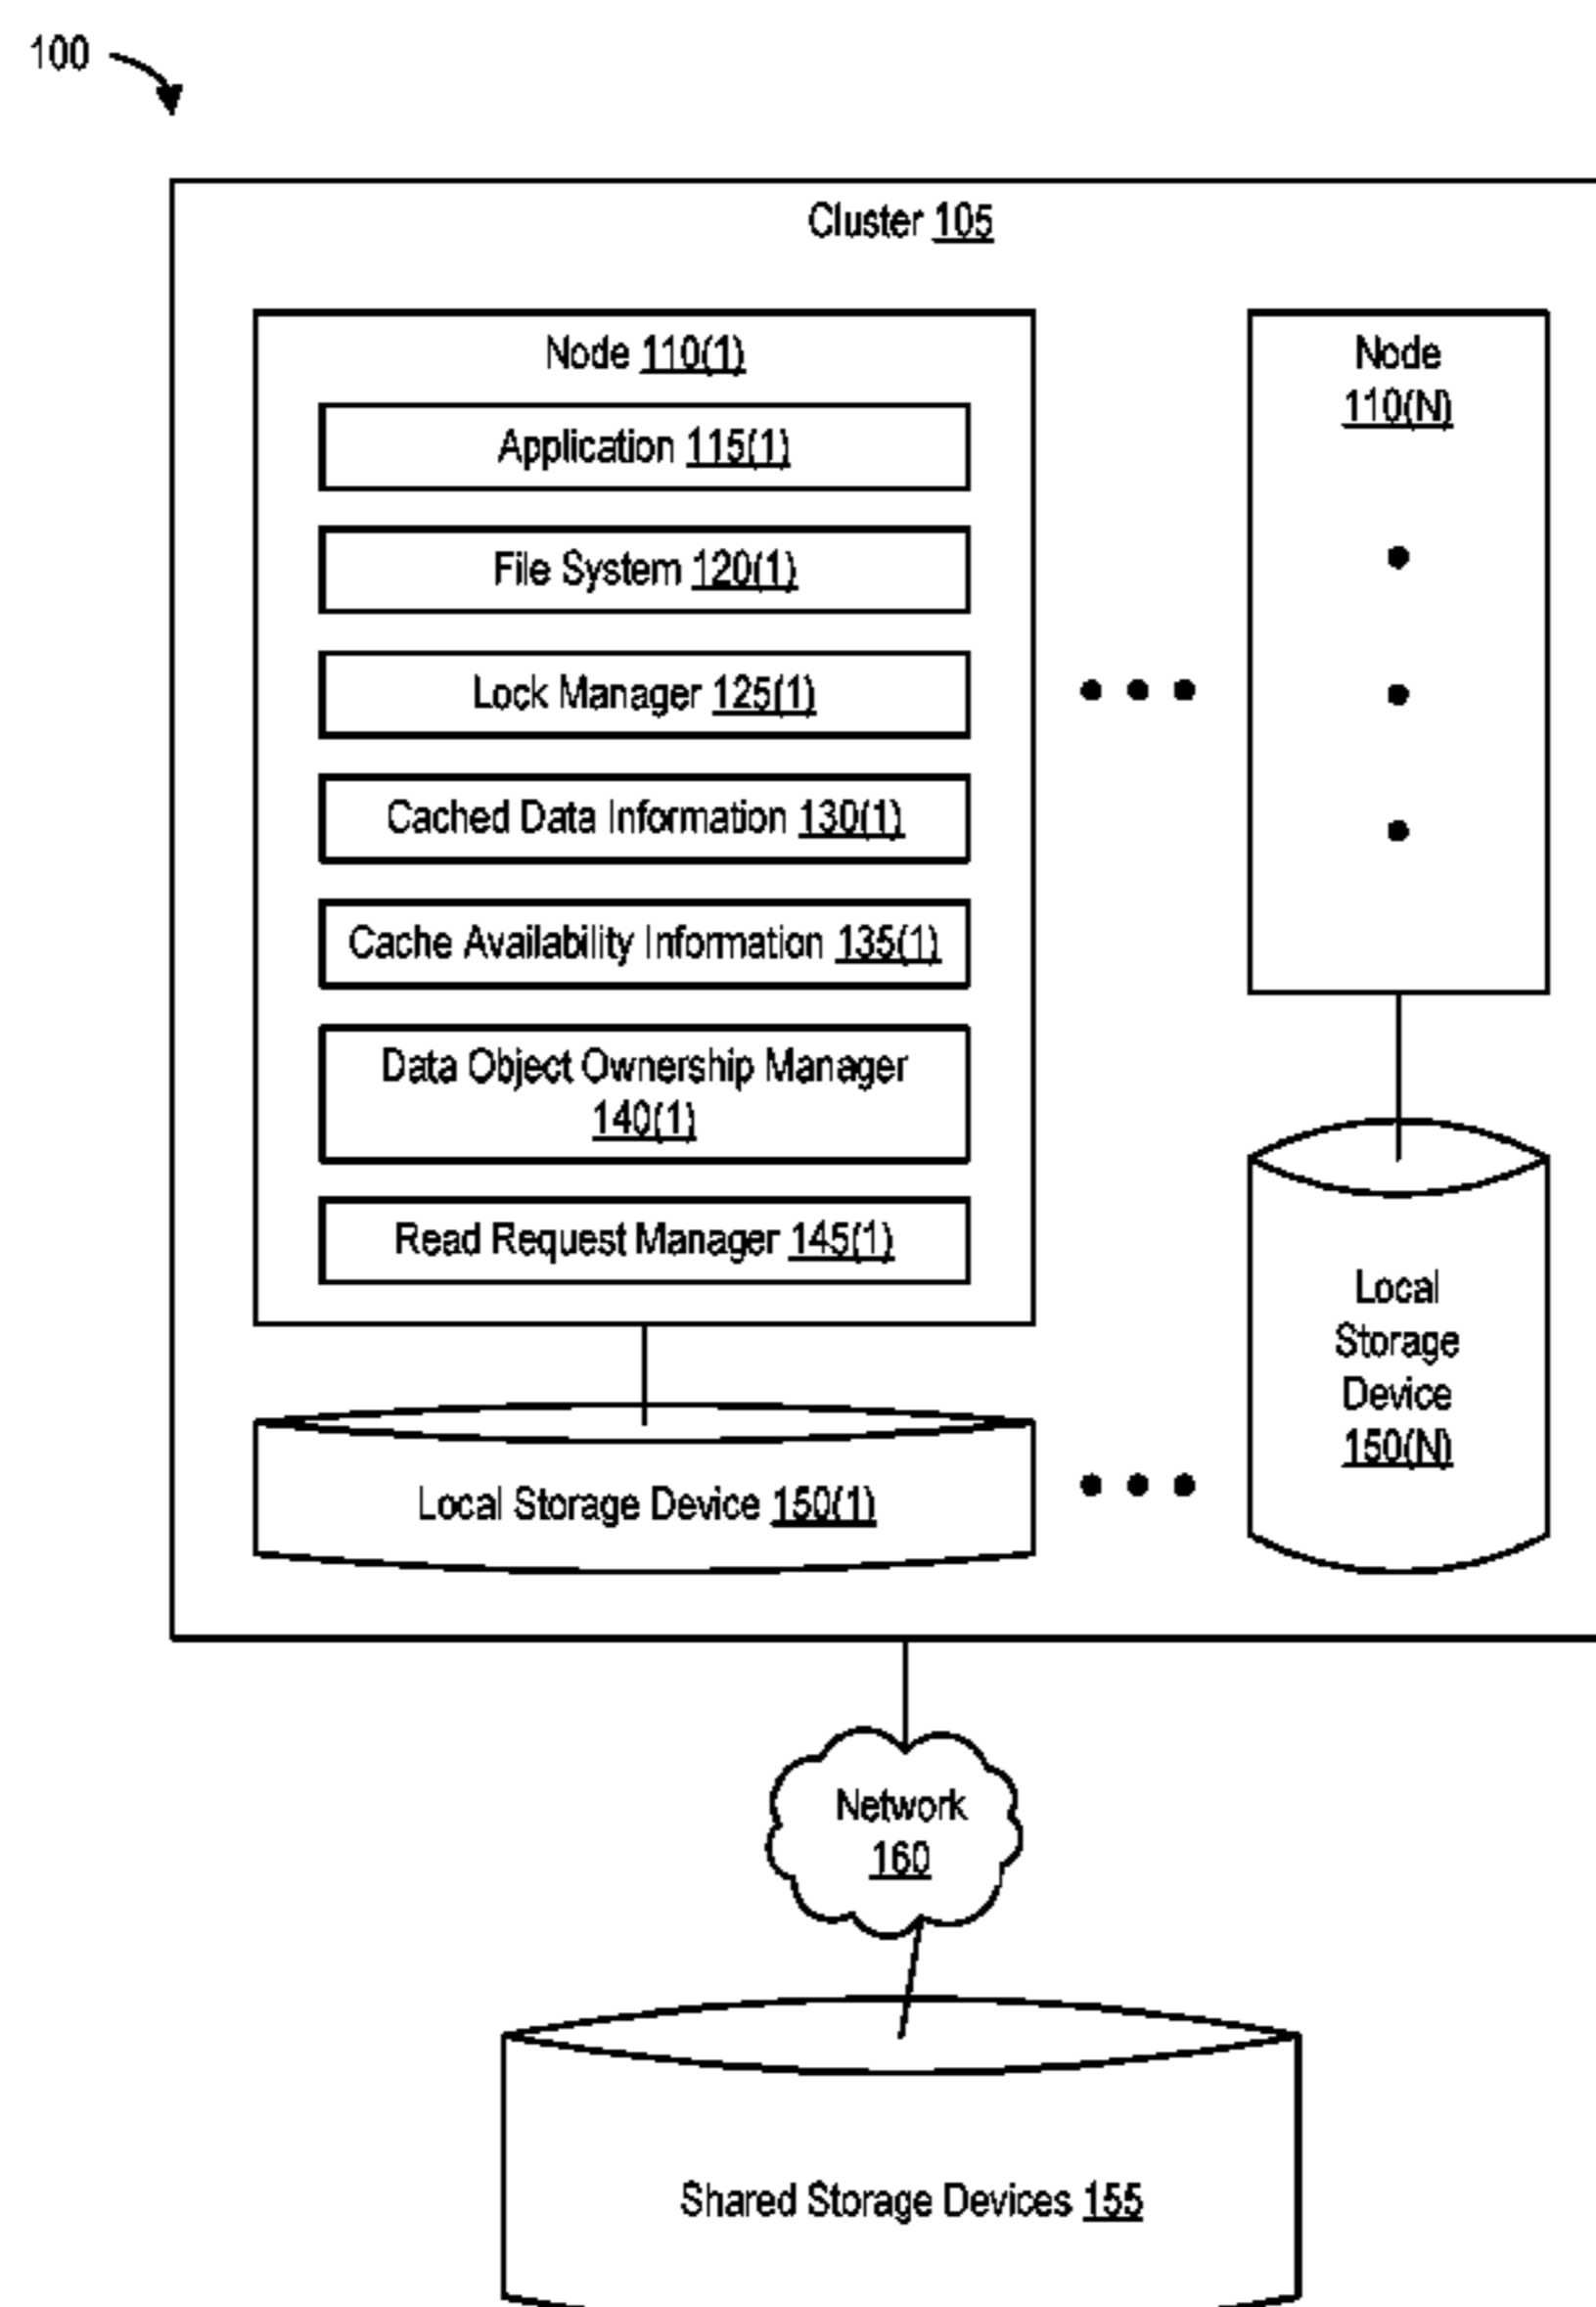 100
Cluster 105
Node 110(1)
Application 115(1)
File System 120(1)
Lock Manager 125(1)
Cached Data Information 130(1)
Cache Availability Information 135(1)
Data Object Ownership Manager
140(1)
Read Request Manager 145(1)
Local Storage Device 150(1)
Node
110(N)
Local
Storage
Device
150(N)
Network
160
Shared Storage Devices 155